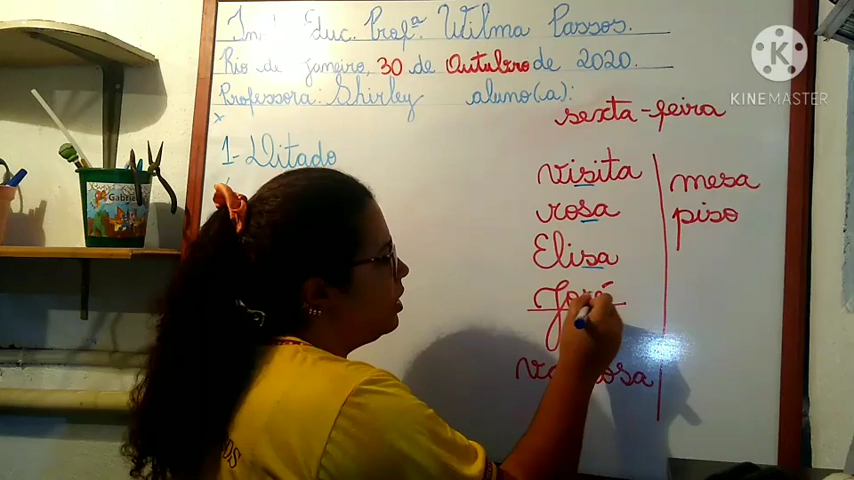 Educ. Profª. Wilma Passos.
Rio de janeiro, 30 de Outubro de 2020.
Professora: Shirley aluno(a):
x
sexta-feira
1- Ditado
visita
rosa
Elisa
José
mesa
piso
Gabriel
KINEMASTER